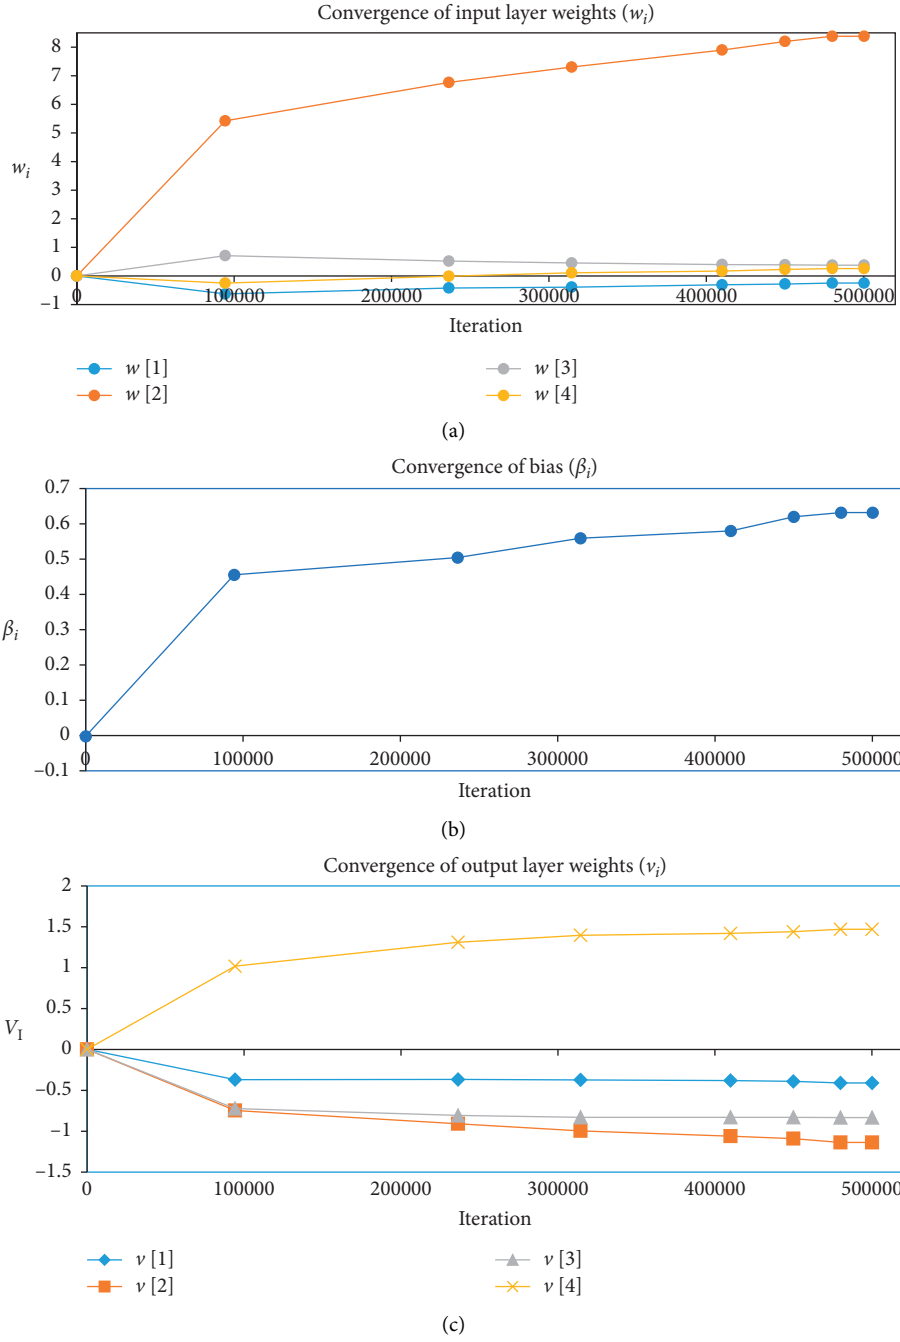 Convergence of input layer weights (wᵢ)
8
7
6
5
4
3
2
1
0
–1
wᵢ
0 100000 200000 300000 400000 500000
Iteration
w [1] w [3]
w [2] w [4]
(a)
Convergence of bias (βᵢ)
0.7
0.6
0.5
0.4
0.3
0.2
0.1
0
–0.1
βᵢ
0 100000 200000 300000 400000 500000
Iteration
(b)
Convergence of output layer weights (vᵢ)
2
1.5
1
0.5
0
–0.5
–1
–1.5
V_I
0 100000 200000 300000 400000 500000
Iteration
v [1] v [3]
v [2] v [4]
(c)